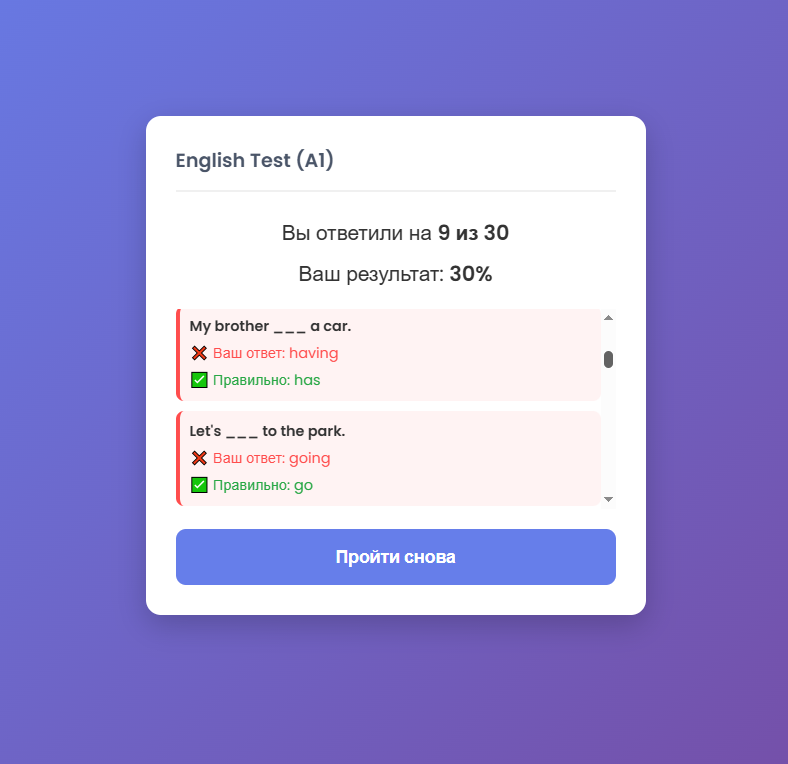 English Test (A1)
Вы ответили на 9 из 30
Ваш результат: 30%
My brother ___ a car.
❌ Ваш ответ: having
✅ Правильно: has
Let's ___ to the park.
❌ Ваш ответ: going
✅ Правильно: go
Пройти снова